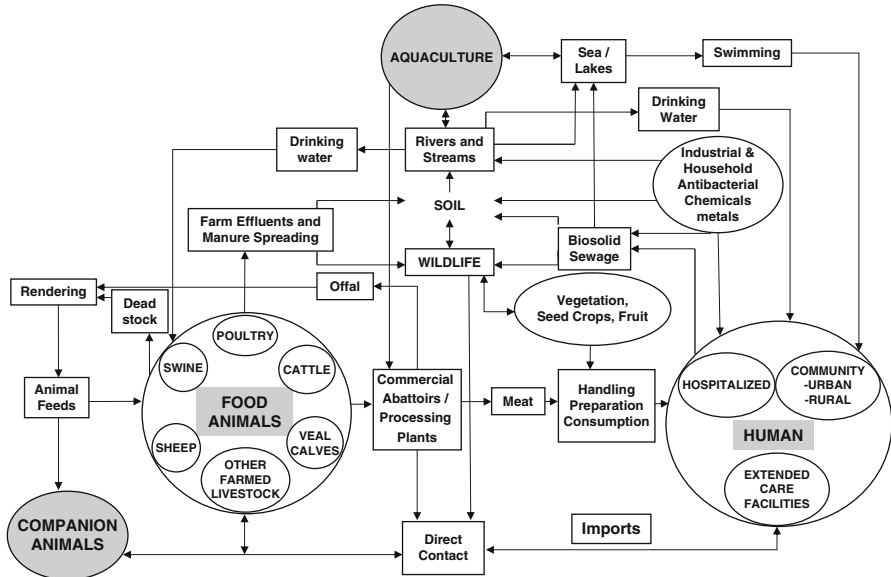 AQUACULTURE
Sea /
Lakes
Swimming
Drinking
Water
Drinking
water
Rivers and
Streams
Industrial &
Household
Antibacterial
Chemicals
metals
SOIL
Farm Effluents and
Manure Spreading
Biosolid
Sewage
WILDLIFE
Rendering
Offal
Dead
stock
Vegetation,
Seed Crops, Fruit
POULTRY
SWINE
CATTLE
Animal
Feeds
FOOD
ANIMALS
Commercial
Abattoirs /
Processing
Plants
Meat
Handling
Preparation
Consumption
HOSPITALIZED
COMMUNITY
-URBAN
-RURAL
HUMAN
SHEEP
VEAL
CALVES
OTHER
FARMED
LIVESTOCK
EXTENDED
CARE
FACILITIES
COMPANION
ANIMALS
Direct
Contact
Imports